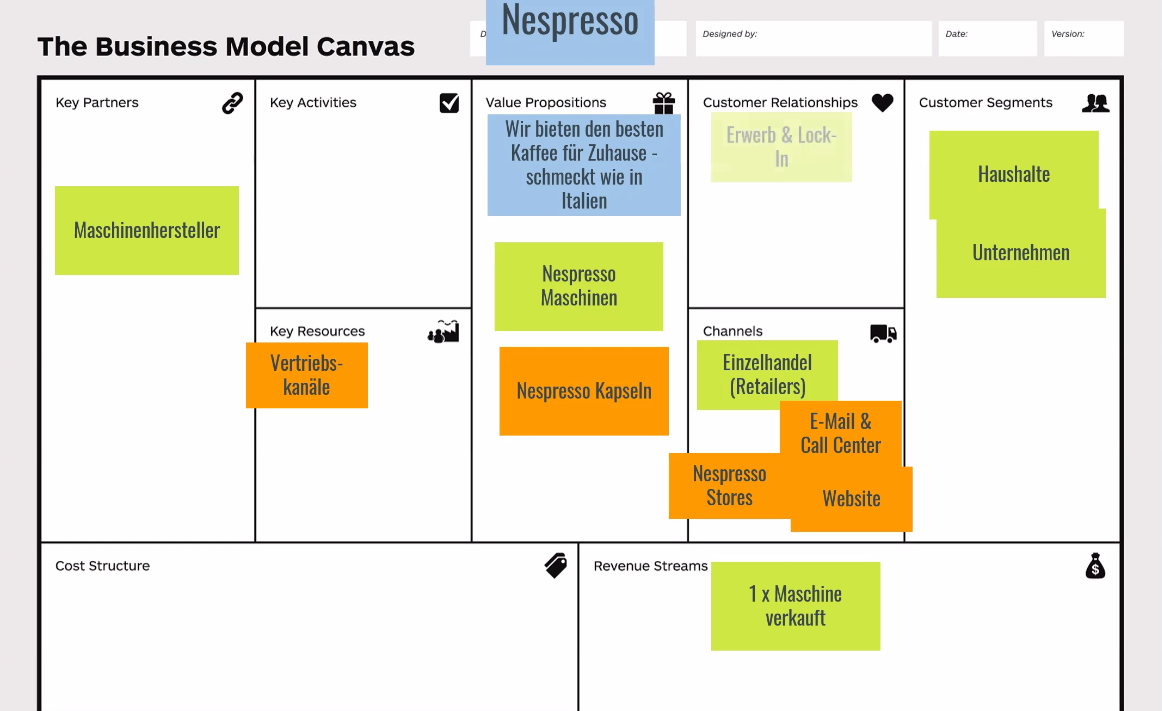 Nespresso
The Business Model Canvas
D
Designed by:
Date:
Version:
Key Partners
Maschinenhersteller
Key Activities
Key Resources
Vertriebs-
kanäle
Value Propositions
Wir bieten den besten
Kaffee für Zuhause -
schmeckt wie in
Italien
Nespresso
Maschinen
Nespresso Kapseln
Customer Relationships
Erwerb & Lock-
In
Channels
Einzelhandel
(Retailers)
E-Mail &
Call Center
Nespresso
Stores
Website
Customer Segments
Haushalte
Unternehmen
Cost Structure
Revenue Streams
1 x Maschine
verkauft
$